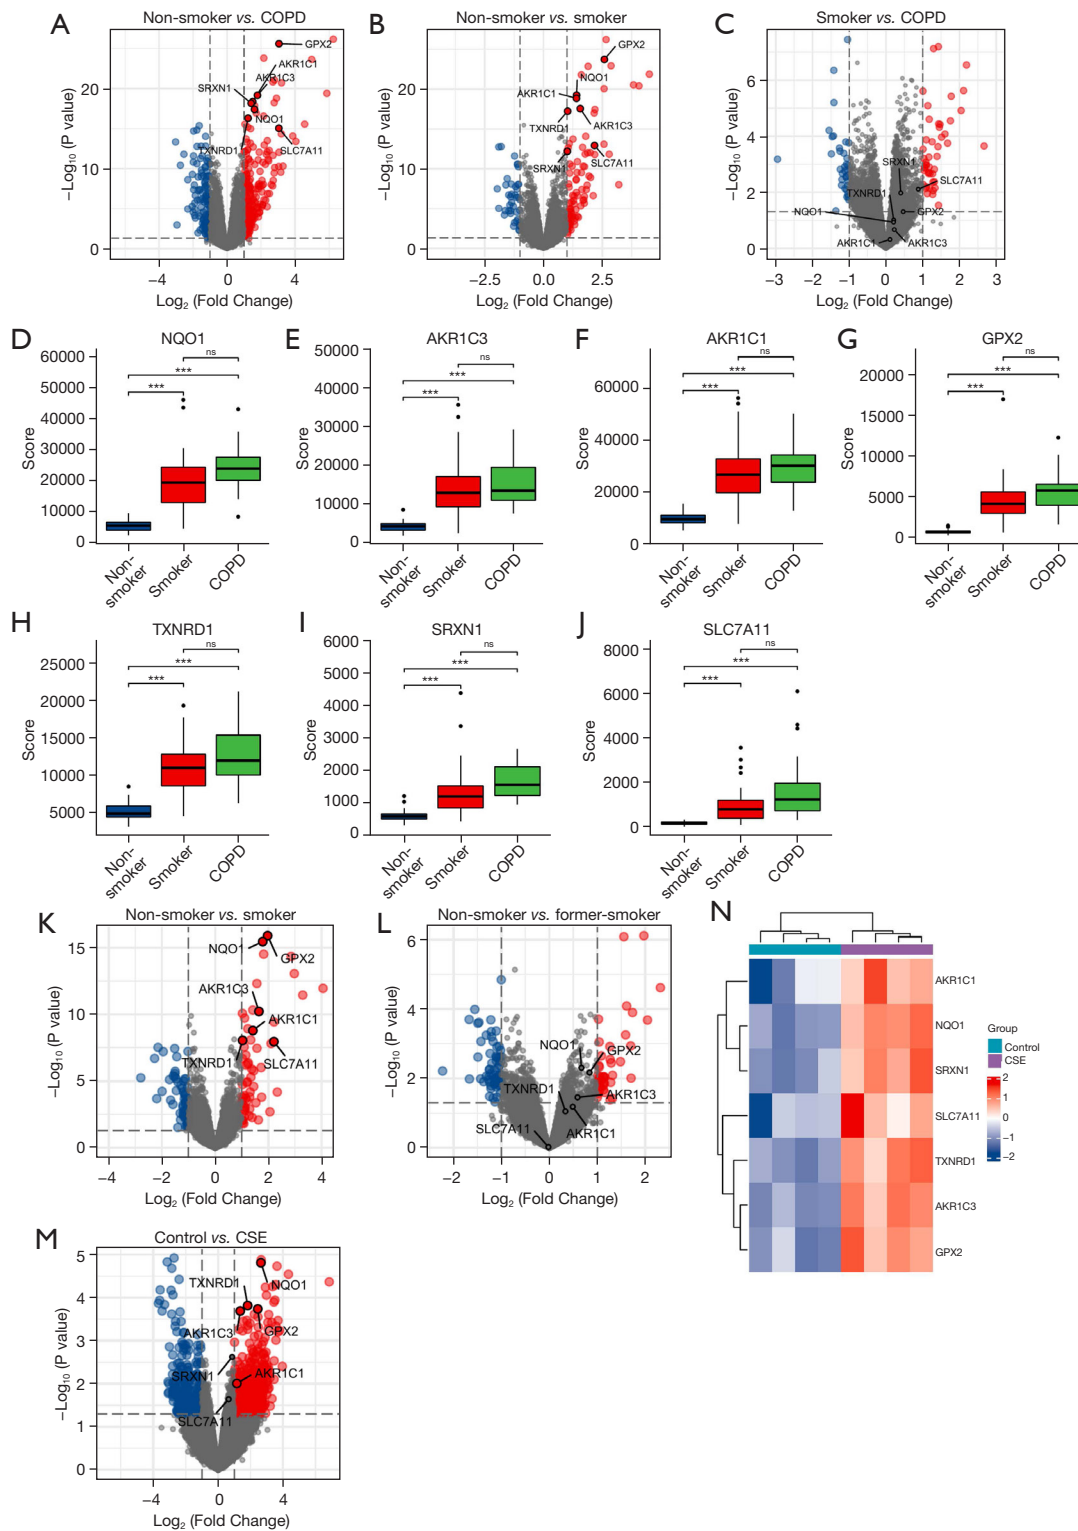 A
Non-smoker vs. COPD
−Log10 (P value)
20
10
0
GPX2
AKR1C1
AKR1C3
SRXN1
NQO1
TXNRD1
SLC7A11
−4
0
4
Log2 (Fold Change)
B
Non-smoker vs. smoker
−Log10 (P value)
20
10
0
GPX2
NQO1
AKR1C1
TXNRD1
AKR1C3
SRXN1
SLC7A11
−2.5
0.0
2.5
Log2 (Fold Change)
C
Smoker vs. COPD
−Log10 (P value)
6
4
2
0
SRXN1
SLC7A11
TXNRD1
NQO1
GPX2
AKR1C1
AKR1C3
−3
−2
−1
0
1
2
3
Log2 (Fold Change)
D
NQO1
Score
60000
50000
40000
30000
20000
10000
0
ns
***
***
Non-
smoker
Smoker
COPD
E
AKR1C3
Score
50000
40000
30000
20000
10000
0
ns
***
***
Non-
smoker
Smoker
COPD
F
AKR1C1
Score
60000
40000
20000
0
ns
***
***
Non-
smoker
Smoker
COPD
G
GPX2
Score
20000
15000
10000
5000
0
ns
***
***
Non-
smoker
Smoker
COPD
H
TXNRD1
Score
25000
20000
15000
10000
5000
ns
***
***
Non-
smoker
Smoker
COPD
I
SRXN1
Score
6000
5000
4000
3000
2000
1000
0
ns
***
***
Non-
smoker
Smoker
COPD
J
SLC7A11
Score
8000
6000
4000
2000
0
ns
***
***
Non-
smoker
Smoker
COPD
K
Non-smoker vs. smoker
−Log10 (P value)
15
10
5
0
NQO1
GPX2
AKR1C3
AKR1C1
TXNRD1
SLC7A11
−4
−2
0
2
4
Log2 (Fold Change)
L
Non-smoker vs. former-smoker
−Log10 (P value)
6
4
2
0
NQO1
GPX2
TXNRD1
AKR1C3
SLC7A11
AKR1C1
−2
−1
0
1
2
Log2 (Fold Change)
N
AKR1C1
NQO1
SRXN1
SLC7A11
TXNRD1
AKR1C3
GPX2
Group
Control
CSE
2
1
0
−1
−2
M
Control vs. CSE
−Log10 (P value)
5
4
3
2
1
0
TXNRD1
NQO1
AKR1C3
GPX2
SRXN1
AKR1C1
SLC7A11
−4
0
4
Log2 (Fold Change)